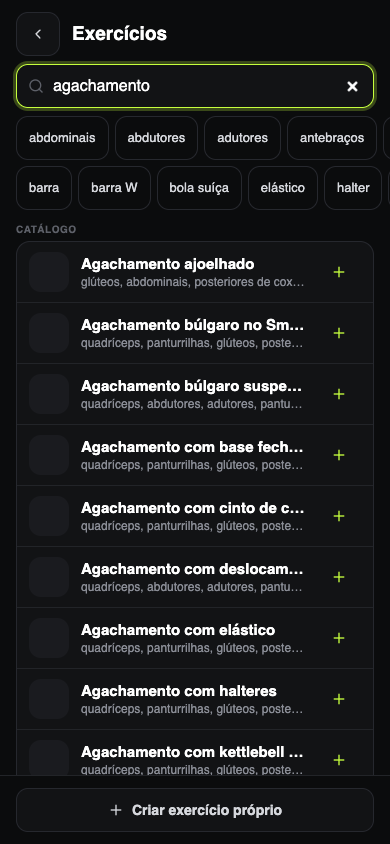 Exercícios
agachamento
abdominais abdutores adutores antebraços
barra barra W bola suíça elástico halter
CATÁLOGO
Agachamento ajoelhado
glúteos, abdominais, posteriores de cox…
Agachamento búlgaro no Sm…
quadríceps, panturrilhas, glúteos, poste…
Agachamento búlgaro suspe…
quadríceps, abdutores, adutores, pantu…
Agachamento com base fech…
quadríceps, panturrilhas, glúteos, poste…
Agachamento com cinto de c…
quadríceps, panturrilhas, glúteos, poste…
Agachamento com deslocam…
quadríceps, abdutores, adutores, pantu…
Agachamento com elástico
quadríceps, panturrilhas, glúteos, poste…
Agachamento com halteres
quadríceps, panturrilhas, glúteos, poste…
Agachamento com kettlebell …
quadríceps, panturrilhas, glúteos, poste…
+ Criar exercício próprio